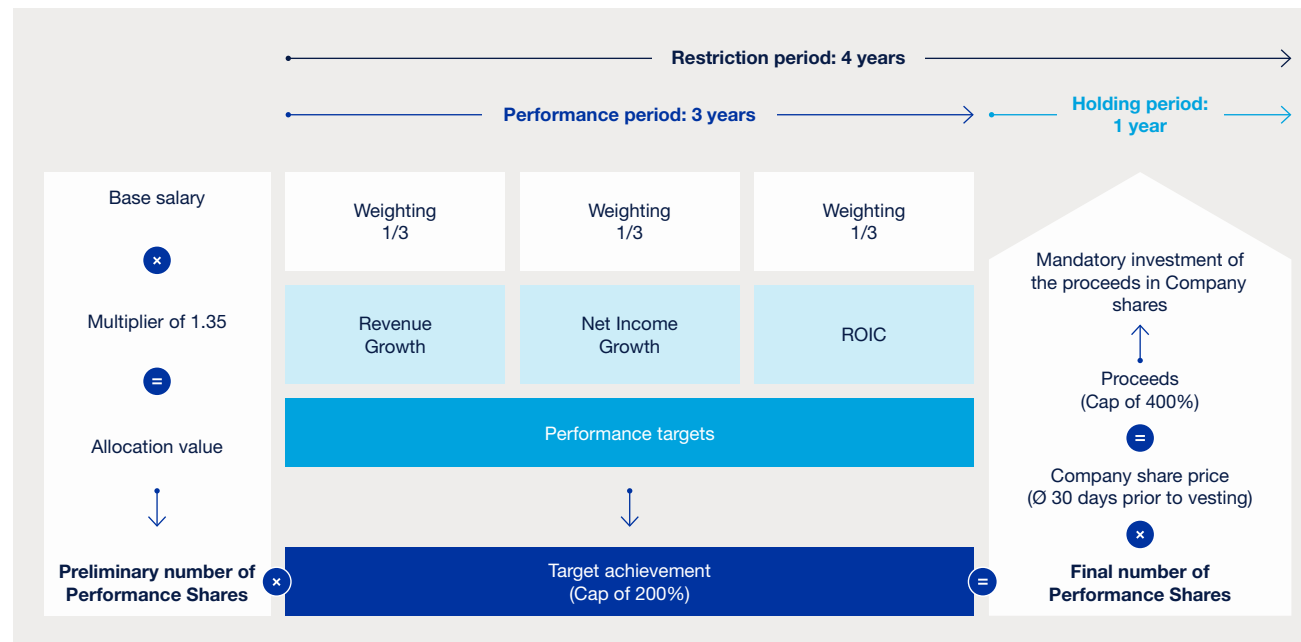 Restriction period: 4 years
Performance period: 3 years
Holding period:
1 year
Base salary
×
Multiplier of 1.35
=
Allocation value
Preliminary number of
Performance Shares
×
Weighting
1/3
Weighting
1/3
Weighting
1/3
Revenue
Growth
Net Income
Growth
ROIC
Performance targets
Target achievement
(Cap of 200%)
=
Mandatory investment of
the proceeds in Company
shares
Proceeds
(Cap of 400%)
=
Company share price
(Ø 30 days prior to vesting)
×
Final number of
Performance Shares